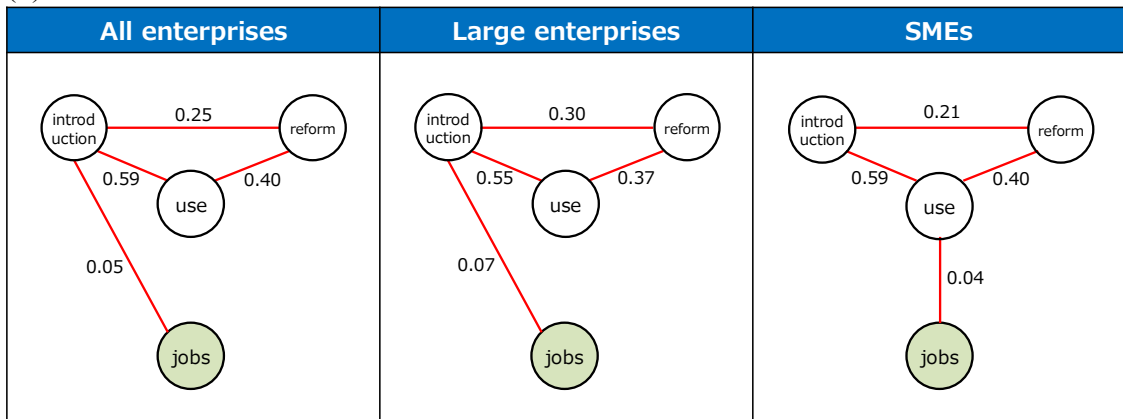 All enterprises
Large enterprises
SMEs
introd
uction
0.25
reform
0.59
0.40
use
0.05
jobs
introd
uction
0.30
reform
0.55
0.37
use
0.07
jobs
introd
uction
0.21
reform
0.59
0.40
use
0.04
jobs